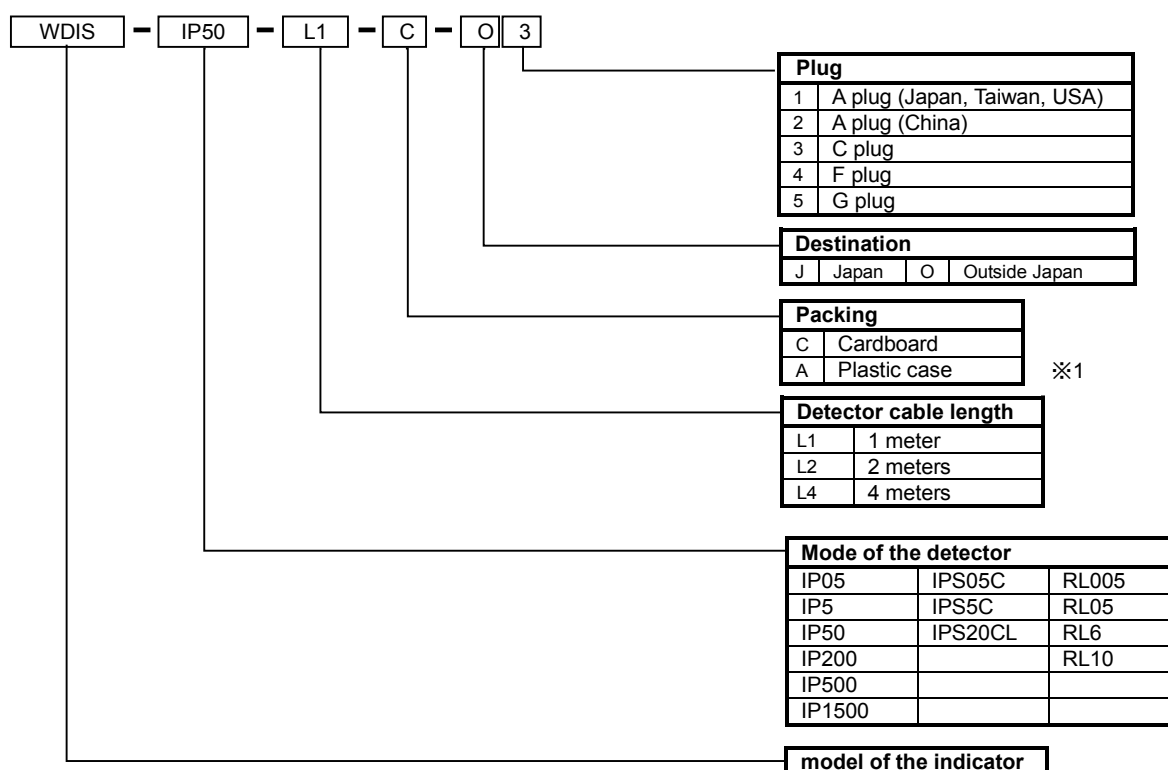 WDIS - IP50 - L1 - C - O 3
Plug
1 A plug (Japan, Taiwan, USA)
2 A plug (China)
3 C plug
4 F plug
5 G plug
Destination
J Japan O Outside Japan
Packing
C Cardboard
A Plastic case ※1
Detector cable length
L1 1 meter
L2 2 meters
L4 4 meters
Mode of the detector
IP05 IPS05C RL005
IP5 IPS5C RL05
IP50 IPS20CL RL6
IP200 RL10
IP500
IP1500
model of the indicator